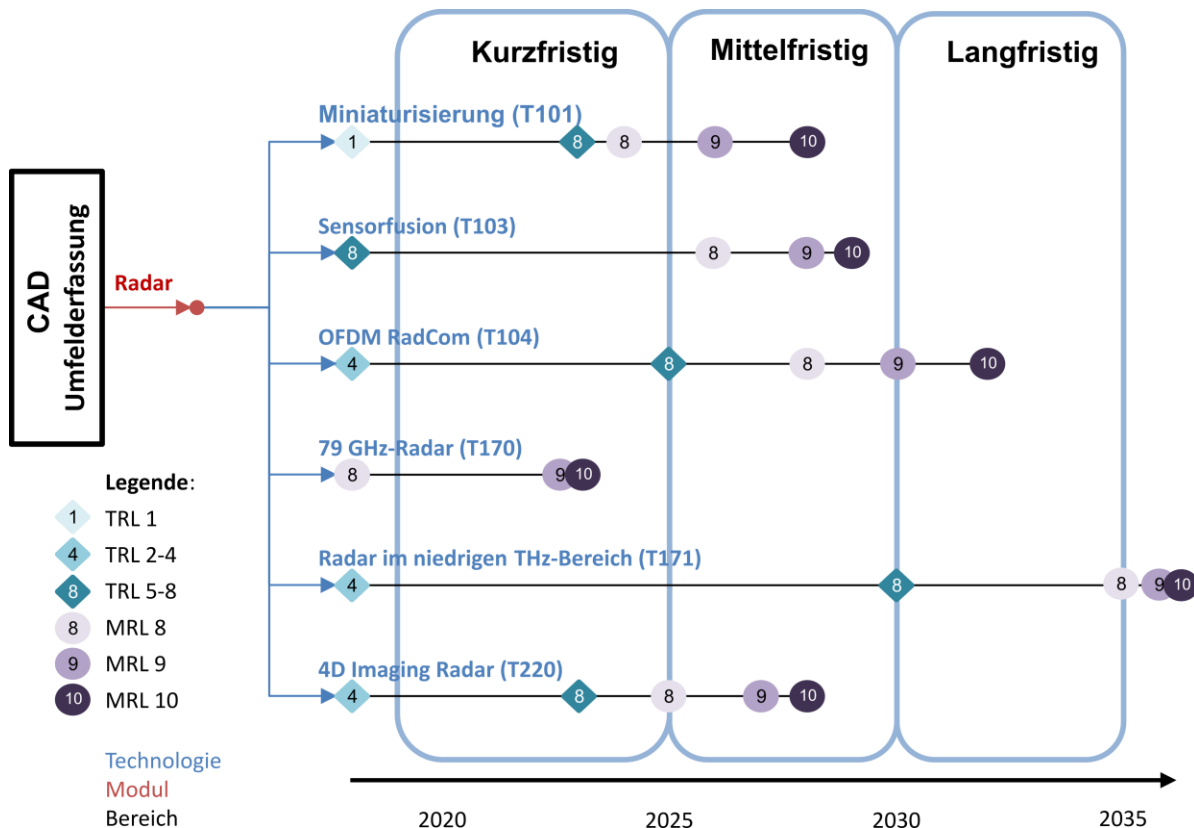 Kurzfristig Mittelfristig Langfristig
Miniaturisierung (T101)
1 8 8 9 10
Sensorfusion (T103)
8 8 9 10
CAD
Umfelderfassung
Radar
OFDM RadCom (T104)
4 8 8 9 10
79 GHz-Radar (T170)
8 9 10
Radar im niedrigen THz-Bereich (T171)
4 8 8 9 10
4D Imaging Radar (T220)
4 8 8 9 10
Legende:
1 TRL 1
4 TRL 2-4
8 TRL 5-8
8 MRL 8
9 MRL 9
10 MRL 10
Technologie
Modul
Bereich
2020 2025 2030 2035